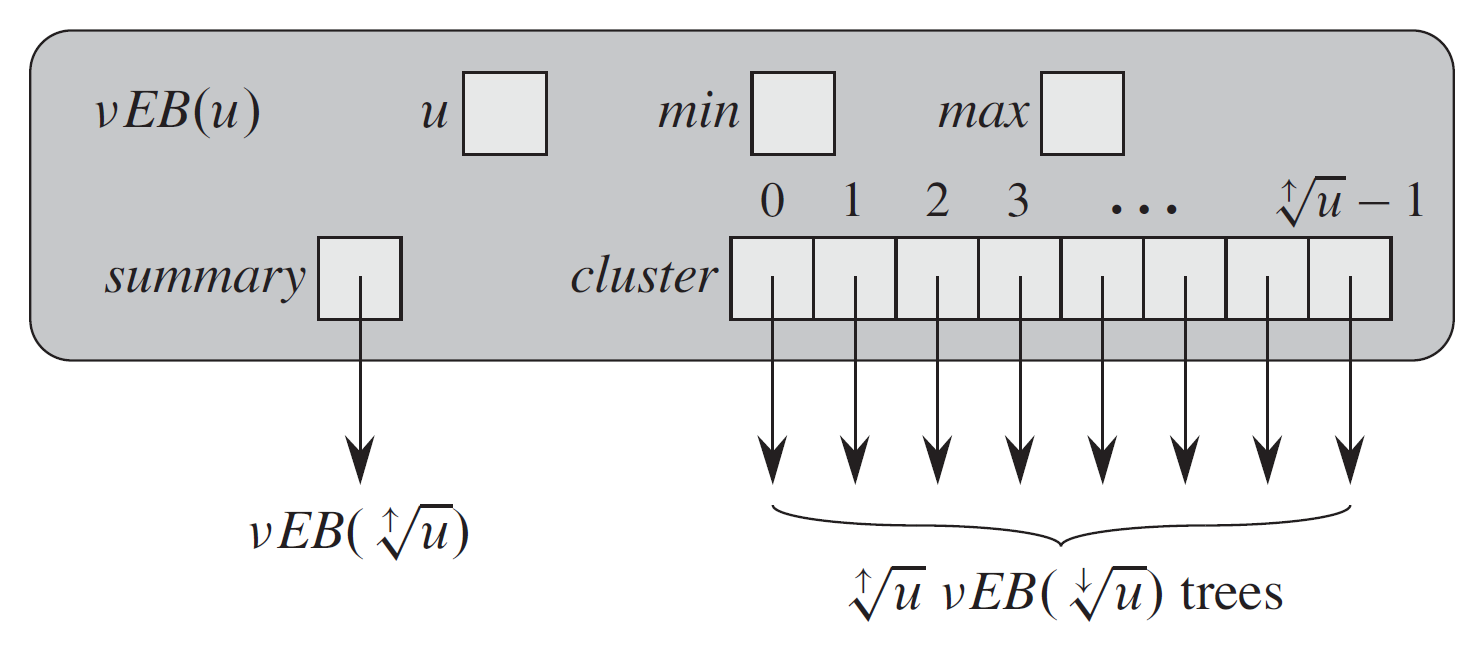 vEB(u) u min max
0 1 2 3 ... ↑√u − 1
summary cluster
vEB(↑√u)
↑√u vEB(↓√u) trees